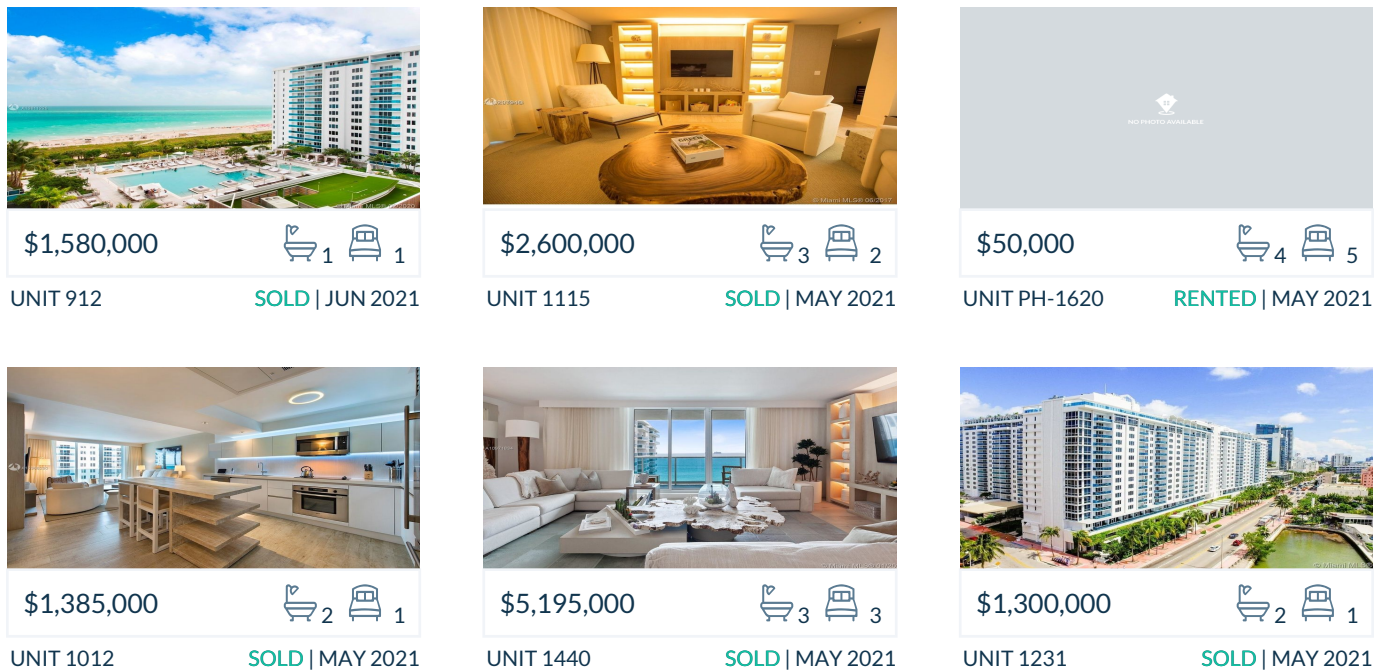 NO PHOTO AVAILABLE
$1,580,000 1 1
$2,600,000 3 2
$50,000 4 5
UNIT 912 SOLD | JUN 2021
UNIT 1115 SOLD | MAY 2021
UNIT PH-1620 RENTED | MAY 2021
$1,385,000 2 1
$5,195,000 3 3
$1,300,000 2 1
UNIT 1012 SOLD | MAY 2021
UNIT 1440 SOLD | MAY 2021
UNIT 1231 SOLD | MAY 2021